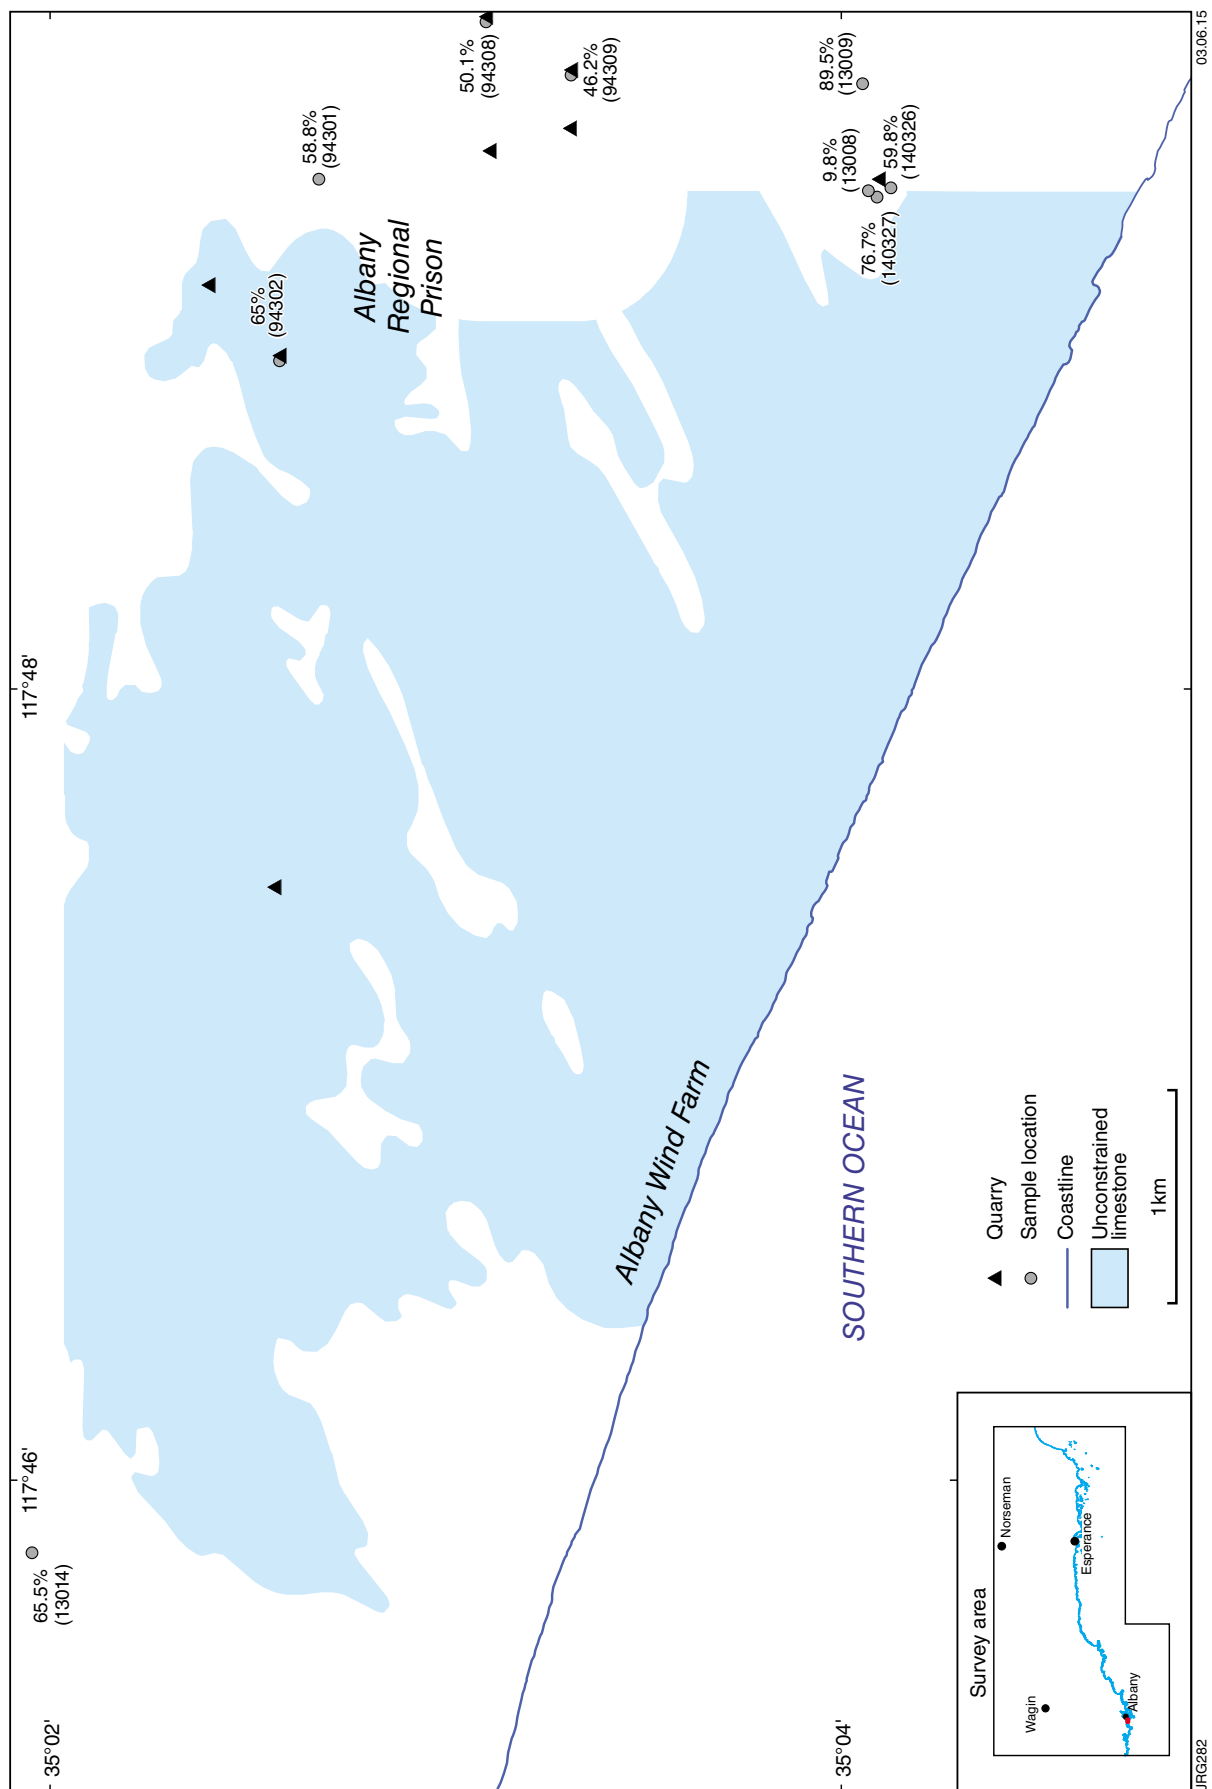 117°46'
117°48'
35°02'
35°04'
65.5%
(13014)
65%
(94302)
58.8%
(94301)
50.1%
(94308)
46.2%
(94309)
89.5%
(13009)
9.8%
(13008)
59.8%
(140326)
76.7%
(140327)
Albany
Regional
Prison
Albany Wind Farm
SOUTHERN OCEAN
Quarry
Sample location
Coastline
Unconstrained
limestone
1km
Survey area
Norseman
Wagin
Esperance
Albany
JRG282
03.06.15